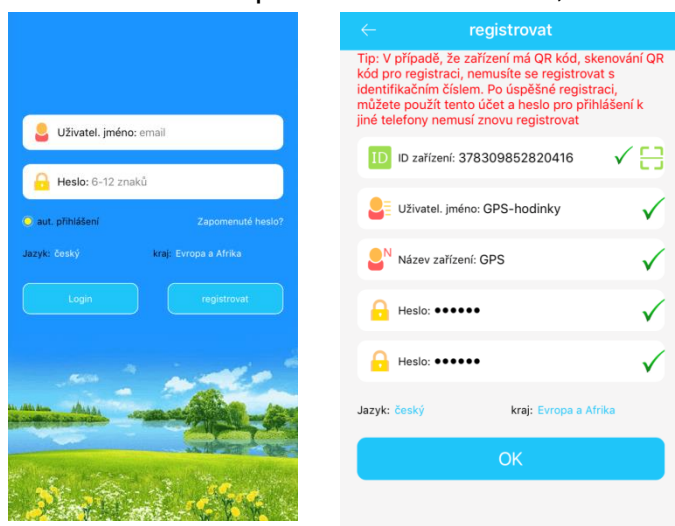 Uživatel. jméno: email
Heslo: 6-12 znaků
aut. přihlášení Zapomenuté heslo?
Jazyk: český kraj: Evropa a Afrika
Login registrovat
registrovat
Tip: V případě, že zařízení má QR kód, skenování QR
kód pro registraci, nemusíte se registrovat s
identifikačním číslem. Po úspěšné registraci,
můžete použít tento účet a heslo pro přihlášení k
jiné telefony nemusí znovu registrovat
ID ID zařízení: 378309852820416
Uživatel. jméno: GPS-hodinky
N Název zařízení: GPS
Heslo: ●●●●●●
Heslo: ●●●●●●
Jazyk: český kraj: Evropa a Afrika
OK